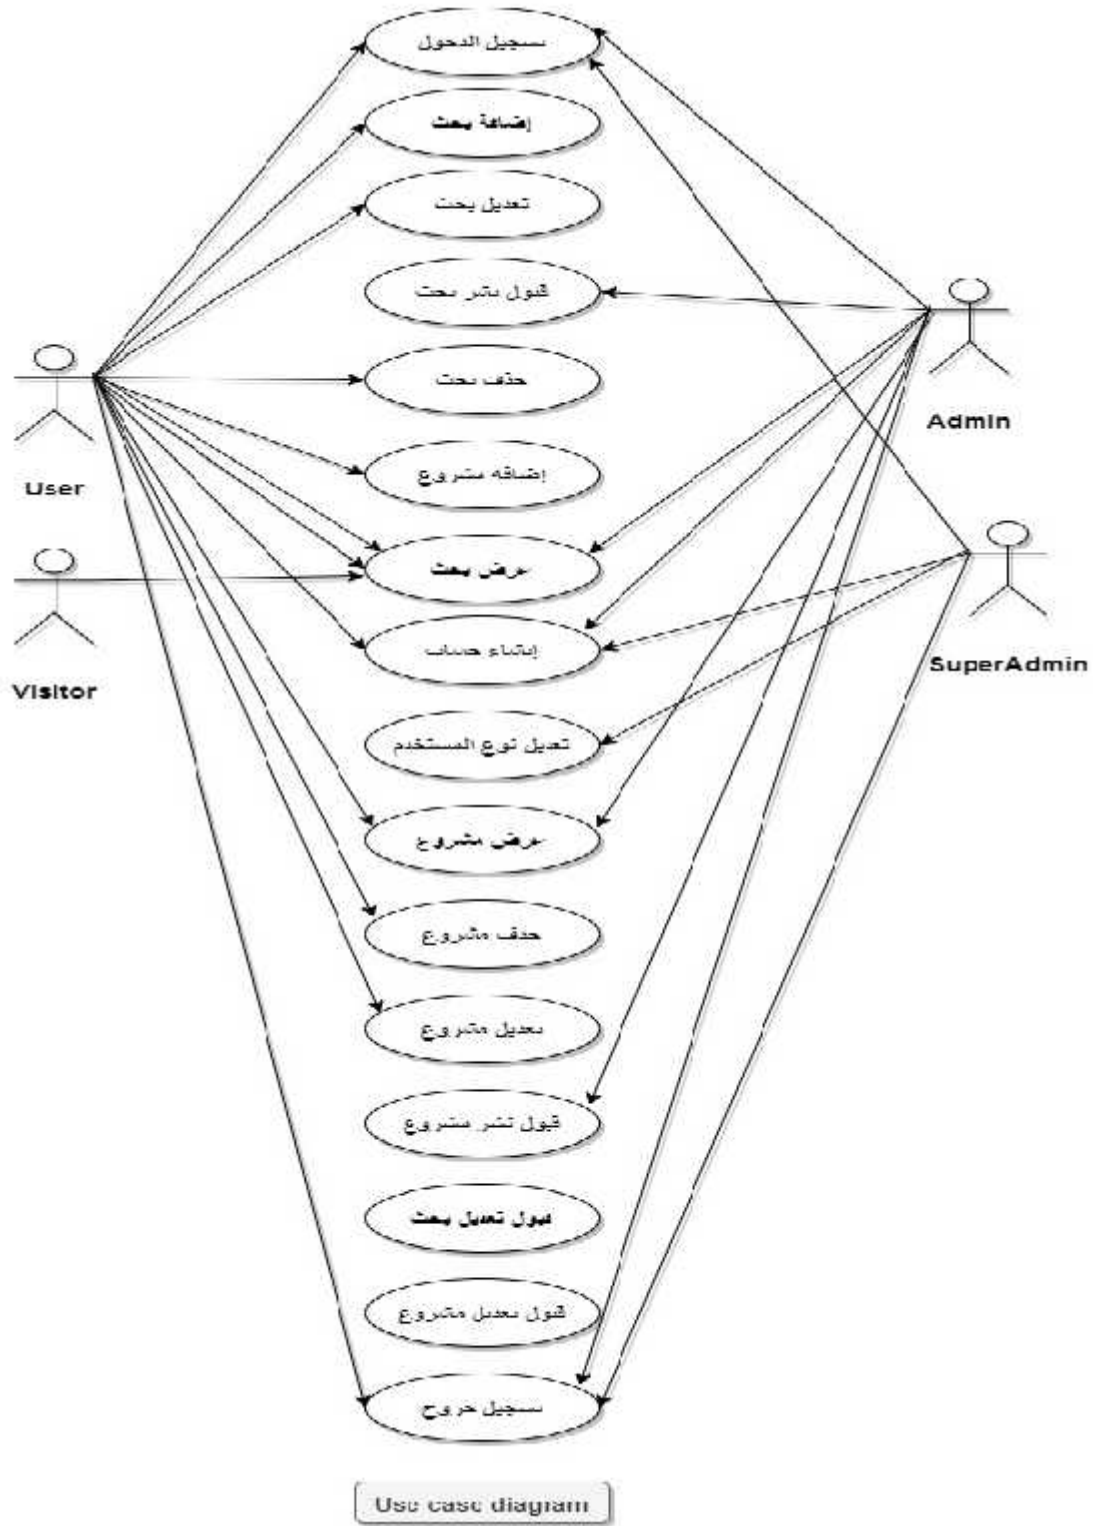 تسجيل الدخول
إضافة بحث
تعديل بحث
قبول نشر بحث
حذف بحث
إضافة مشروع
عرض بحث
إنشاء حساب
تعديل نوع المستخدم
عرض مشروع
حذف مشروع
تعديل مشروع
قبول نشر مشروع
قبول تعديل بحث
قبول تعديل مشروع
تسجيل خروج
User
Visitor
Admin
SuperAdmin
Use case diagram